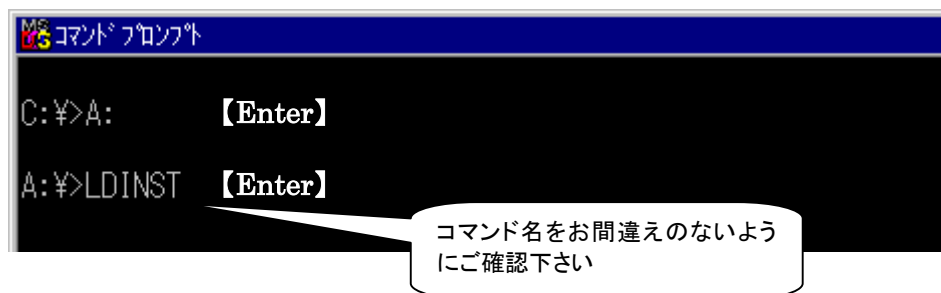 MS DOS コマンド プロンプト
C:¥>A: 【Enter】
A:¥>LDINST 【Enter】
コマンド名をお間違えのないよう
にご確認下さい